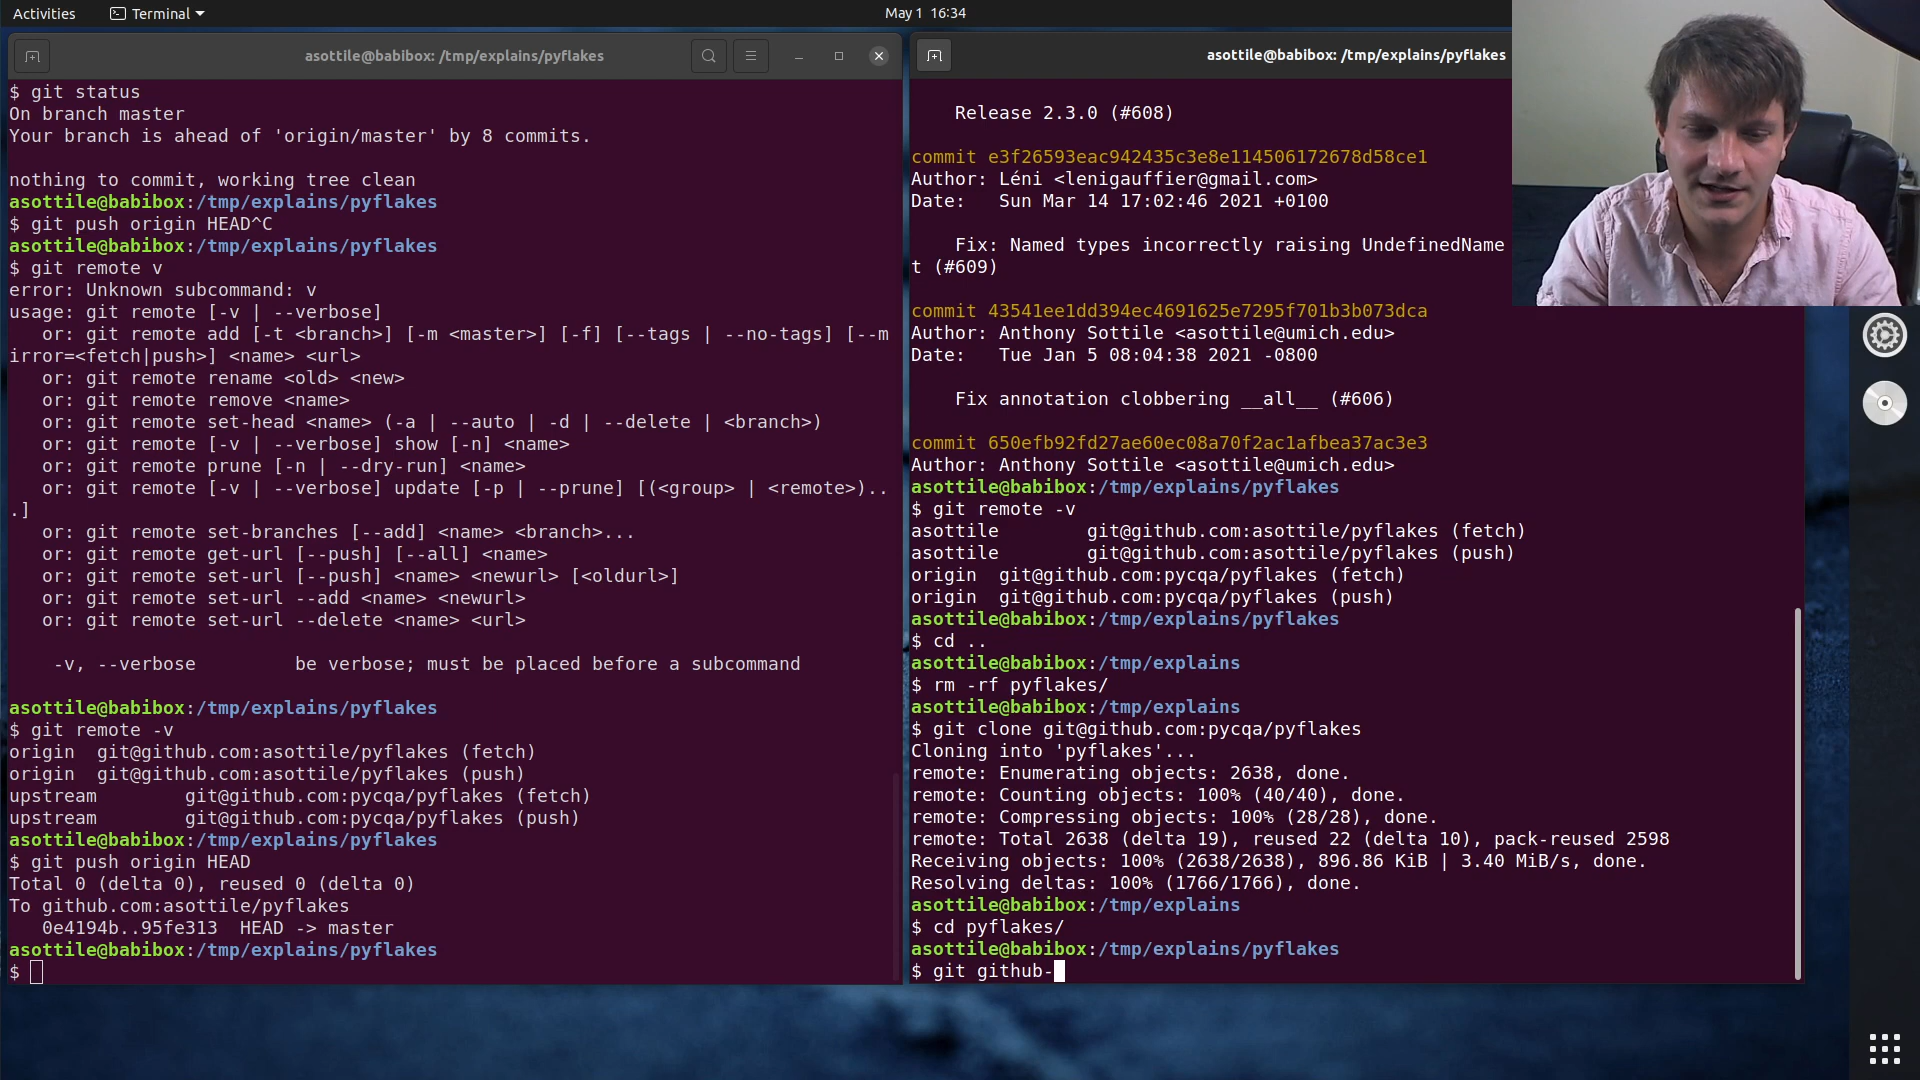 Activities
Terminal
May 1 16:34
asottile@babibox: /tmp/explains/pyflakes
$ git status
On branch master
Your branch is ahead of 'origin/master' by 8 commits.
nothing to commit, working tree clean
asottile@babibox:/tmp/explains/pyflakes
$ git push origin HEAD^C
asottile@babibox:/tmp/explains/pyflakes
$ git remote v
error: Unknown subcommand: v
usage: git remote [-v | --verbose]
   or: git remote add [-t <branch>] [-m <master>] [-f] [--tags | --no-tags] [--m
irror=<fetch|push>] <name> <url>
   or: git remote rename <old> <new>
   or: git remote remove <name>
   or: git remote set-head <name> (-a | --auto | -d | --delete | <branch>)
   or: git remote [-v | --verbose] show [-n] <name>
   or: git remote prune [-n | --dry-run] <name>
   or: git remote [-v | --verbose] update [-p | --prune] [(<group> | <remote>)..
.]
   or: git remote set-branches [--add] <name> <branch>...
   or: git remote get-url [--push] [--all] <name>
   or: git remote set-url [--push] <name> <newurl> [<oldurl>]
   or: git remote set-url --add <name> <newurl>
   or: git remote set-url --delete <name> <url>
    -v, --verbose         be verbose; must be placed before a subcommand
asottile@babibox:/tmp/explains/pyflakes
$ git remote -v
origin  git@github.com:asottile/pyflakes (fetch)
origin  git@github.com:asottile/pyflakes (push)
upstream        git@github.com:pycqa/pyflakes (fetch)
upstream        git@github.com:pycqa/pyflakes (push)
asottile@babibox:/tmp/explains/pyflakes
$ git push origin HEAD
Total 0 (delta 0), reused 0 (delta 0)
To github.com:asottile/pyflakes
   0e4194b..95fe313  HEAD -> master
asottile@babibox:/tmp/explains/pyflakes
$
asottile@babibox: /tmp/explains/pyflakes
    Release 2.3.0 (#608)
commit e3f26593eac942435c3e8e114506172678d58ce1
Author: Léni <lenigauffier@gmail.com>
Date:   Sun Mar 14 17:02:46 2021 +0100
    Fix: Named types incorrectly raising UndefinedName
t (#609)
commit 43541ee1dd394ec4691625e7295f701b3b073dca
Author: Anthony Sottile <asottile@umich.edu>
Date:   Tue Jan 5 08:04:38 2021 -0800
    Fix annotation clobbering __all__ (#606)
commit 650efb92fd27ae60ec08a70f2ac1afbea37ac3e3
Author: Anthony Sottile <asottile@umich.edu>
asottile@babibox:/tmp/explains/pyflakes
$ git remote -v
asottile        git@github.com:asottile/pyflakes (fetch)
asottile        git@github.com:asottile/pyflakes (push)
origin  git@github.com:pycqa/pyflakes (fetch)
origin  git@github.com:pycqa/pyflakes (push)
asottile@babibox:/tmp/explains/pyflakes
$ cd ..
asottile@babibox:/tmp/explains
$ rm -rf pyflakes/
asottile@babibox:/tmp/explains
$ git clone git@github.com:pycqa/pyflakes
Cloning into 'pyflakes'...
remote: Enumerating objects: 2638, done.
remote: Counting objects: 100% (40/40), done.
remote: Compressing objects: 100% (28/28), done.
remote: Total 2638 (delta 19), reused 22 (delta 10), pack-reused 2598
Receiving objects: 100% (2638/2638), 896.86 KiB | 3.40 MiB/s, done.
Resolving deltas: 100% (1766/1766), done.
asottile@babibox:/tmp/explains
$ cd pyflakes/
asottile@babibox:/tmp/explains/pyflakes
$ git github-